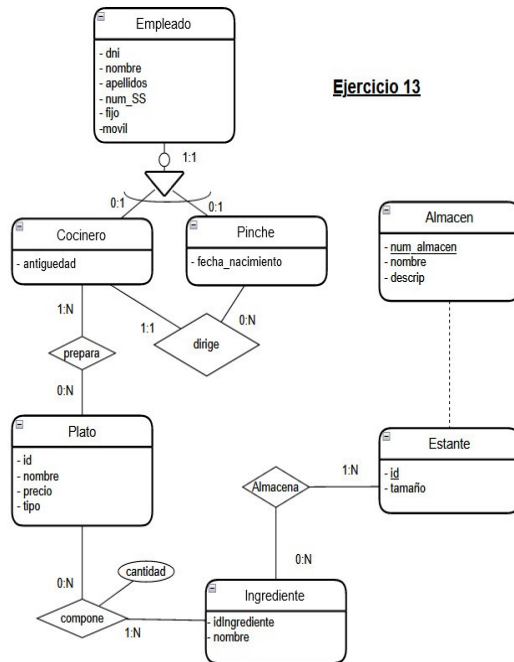 Empleado
- dni
- nombre
- apellidos
- num_SS
- fijo
-movil
Ejercicio 13
1:1
0:1
0:1
Cocinero
- antiguedad
Pinche
- fecha_nacimiento
Almacen
- num_almacen
- nombre
- descrip
1:N
1:1
0:N
dirige
prepara
0:N
Plato
- id
- nombre
- precio
- tipo
Estante
- id
- tamaño
Almacena
1:N
0:N
0:N
cantidad
compone
1:N
Ingrediente
- idIngrediente
- nombre